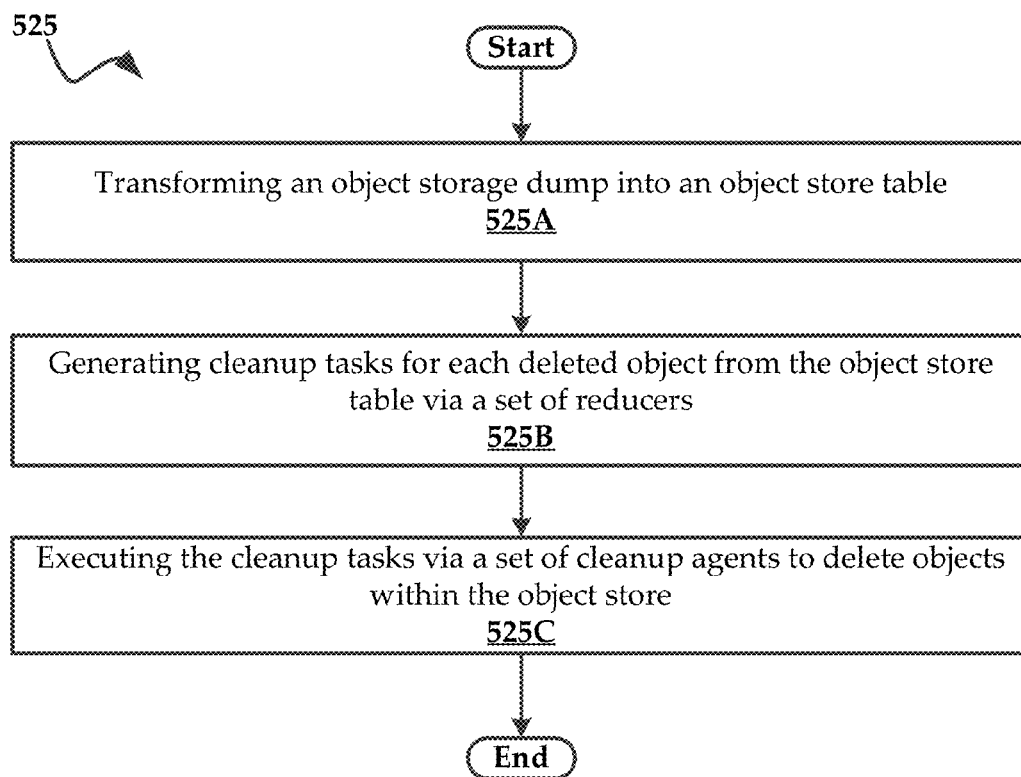 525
Start
Transforming an object storage dump into an object store table
525A
Generating cleanup tasks for each deleted object from the object store
table via a set of reducers
525B
Executing the cleanup tasks via a set of cleanup agents to delete objects
within the object store
525C
End